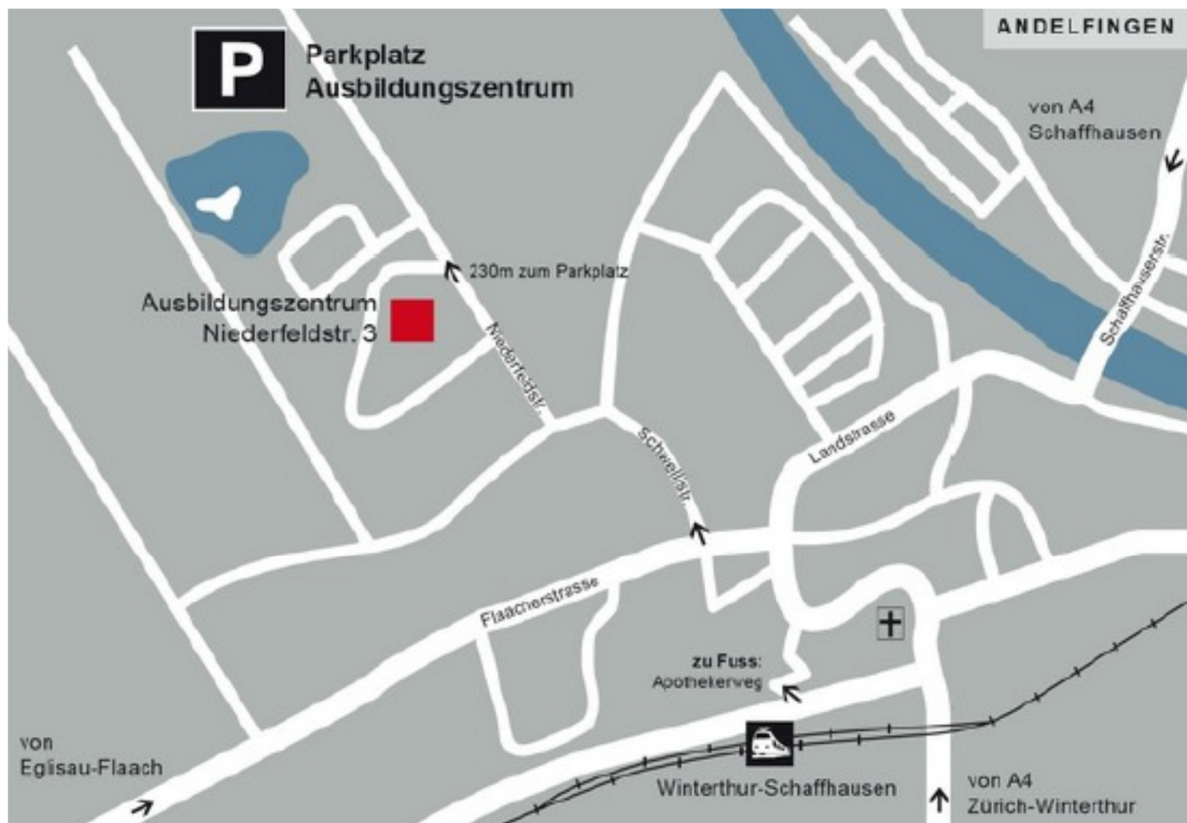 ANDELFINGEN
P
Parkplatz
Ausbildungszentrum
von A4
Schaffhausen
Schaffhauserstr.
230m zum Parkplatz
Ausbildungszentrum
Niederfeldstr. 3
Niederfeldstr.
Schwellstr.
Landstrasse
Flaacherstrasse
zu Fuss:
Apothekerweg
von
Eglisau-Flaach
Winterthur-Schaffhausen
von A4
Zürich-Winterthur